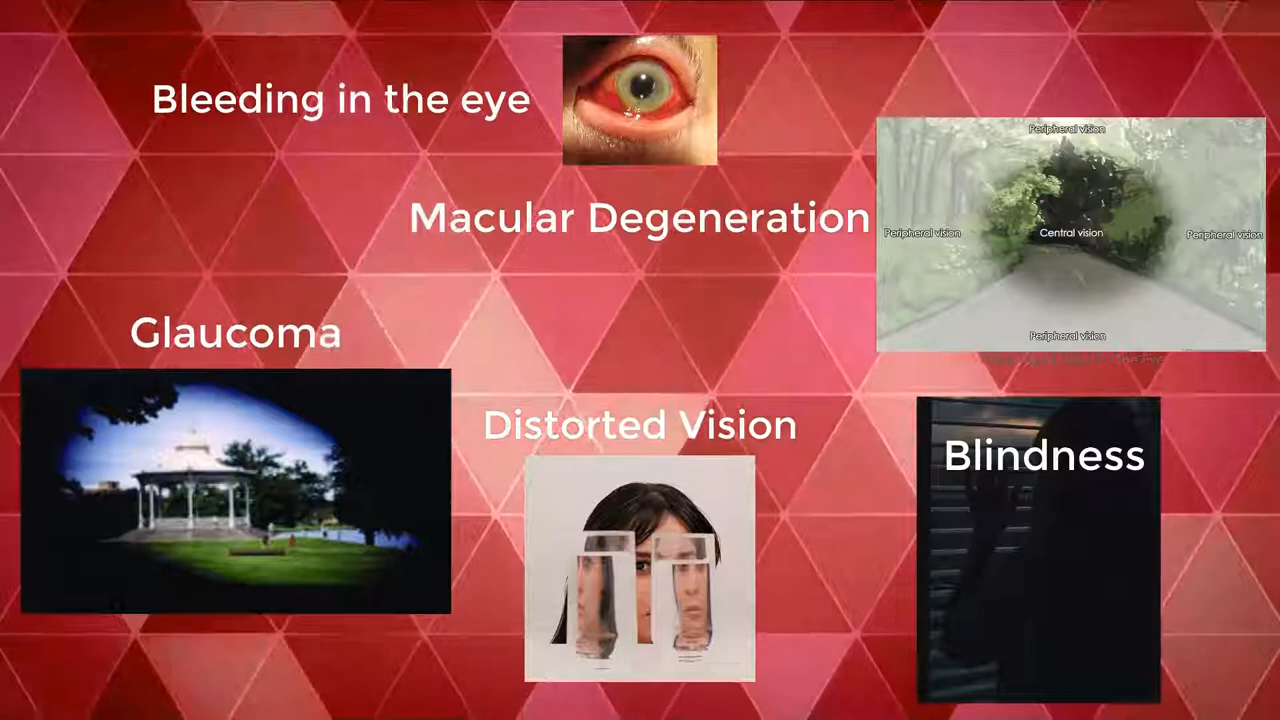 Bleeding in the eye
Peripheral vision
Macular Degeneration
Peripheral vision
Central vision
Peripheral vision
Glaucoma
Peripheral vision
Distorted Vision
Blindness